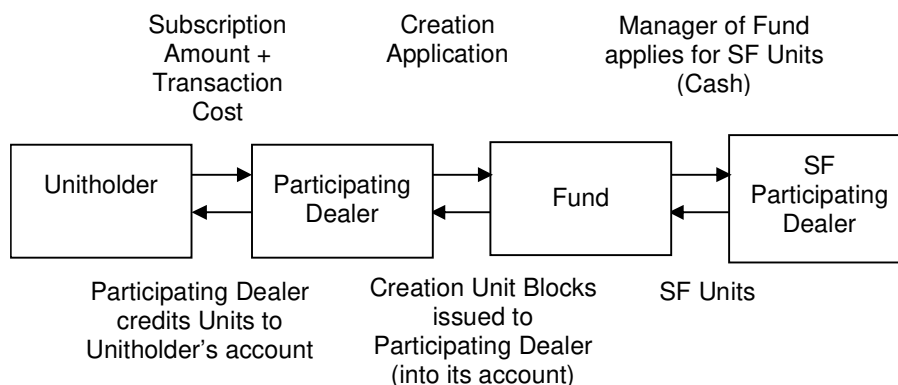 Subscription
Amount +
Transaction
Cost
Creation
Application
Manager of Fund
applies for SF Units
(Cash)
Unitholder
Participating
Dealer
Fund
SF
Participating
Dealer
Participating Dealer
credits Units to
Unitholder's account
Creation Unit Blocks
issued to
Participating Dealer
(into its account)
SF Units